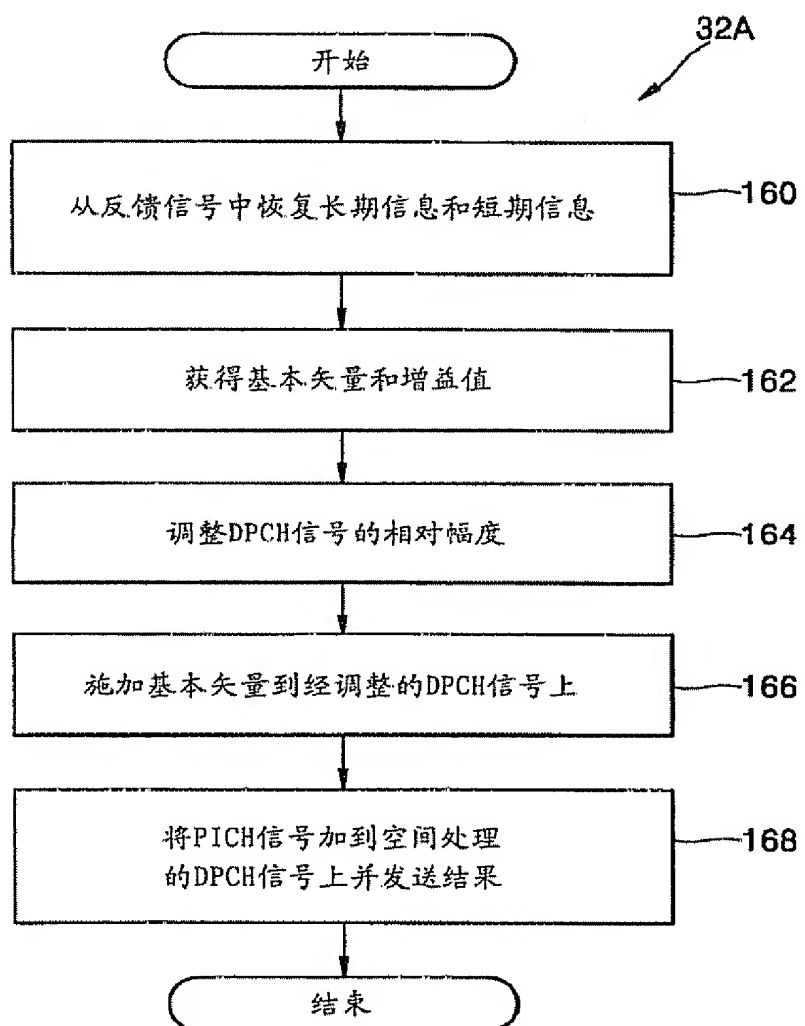 32A
开始
从反馈信号中恢复长期信息和短期信息
160
获得基本矢量和增益值
162
调整DPCH信号的相对幅度
164
施加基本矢量到经调整的DPCH信号上
166
将PICH信号加到空间处理
的DPCH信号上并发送结果
168
结束